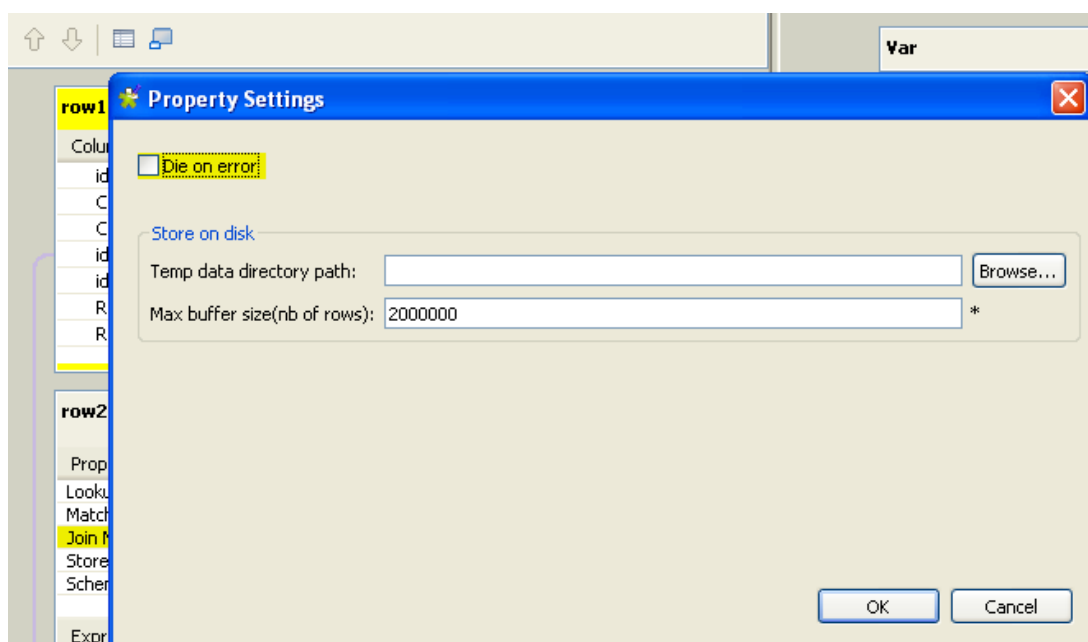 Var
row1
Property Settings
Colu
id
C
C
id
id
R
R
Die on error
Store on disk
Temp data directory path:
Browse...
Max buffer size(nb of rows): 2000000 *
row2
Prop
Looku
Match
Join M
Store
Schem
Expr
OK
Cancel